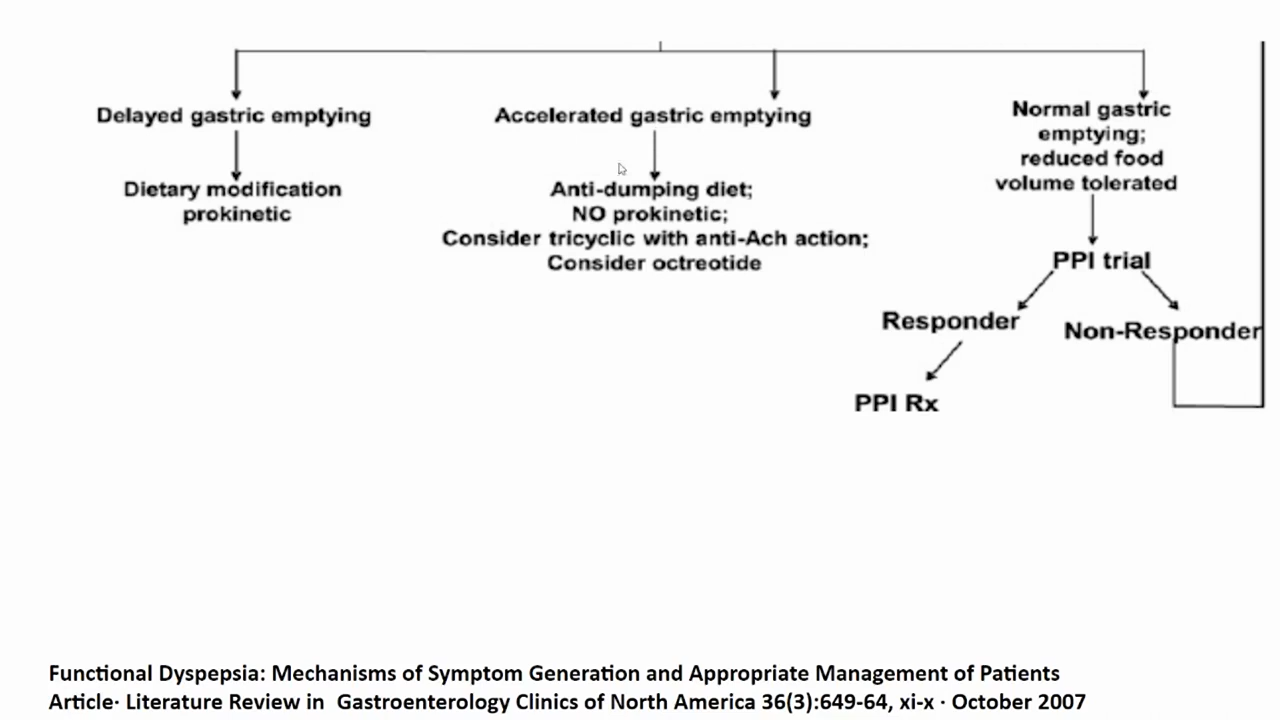 Delayed gastric emptying
Dietary modification
prokinetic
Accelerated gastric emptying
Anti-dumping diet;
NO prokinetic;
Consider tricyclic with anti-Ach action;
Consider octreotide
Normal gastric
emptying;
reduced food
volume tolerated
PPI trial
Responder
Non-Responder
PPI Rx
Functional Dyspepsia: Mechanisms of Symptom Generation and Appropriate Management of Patients
Article· Literature Review in  Gastroenterology Clinics of North America 36(3):649-64, xi-x · October 2007